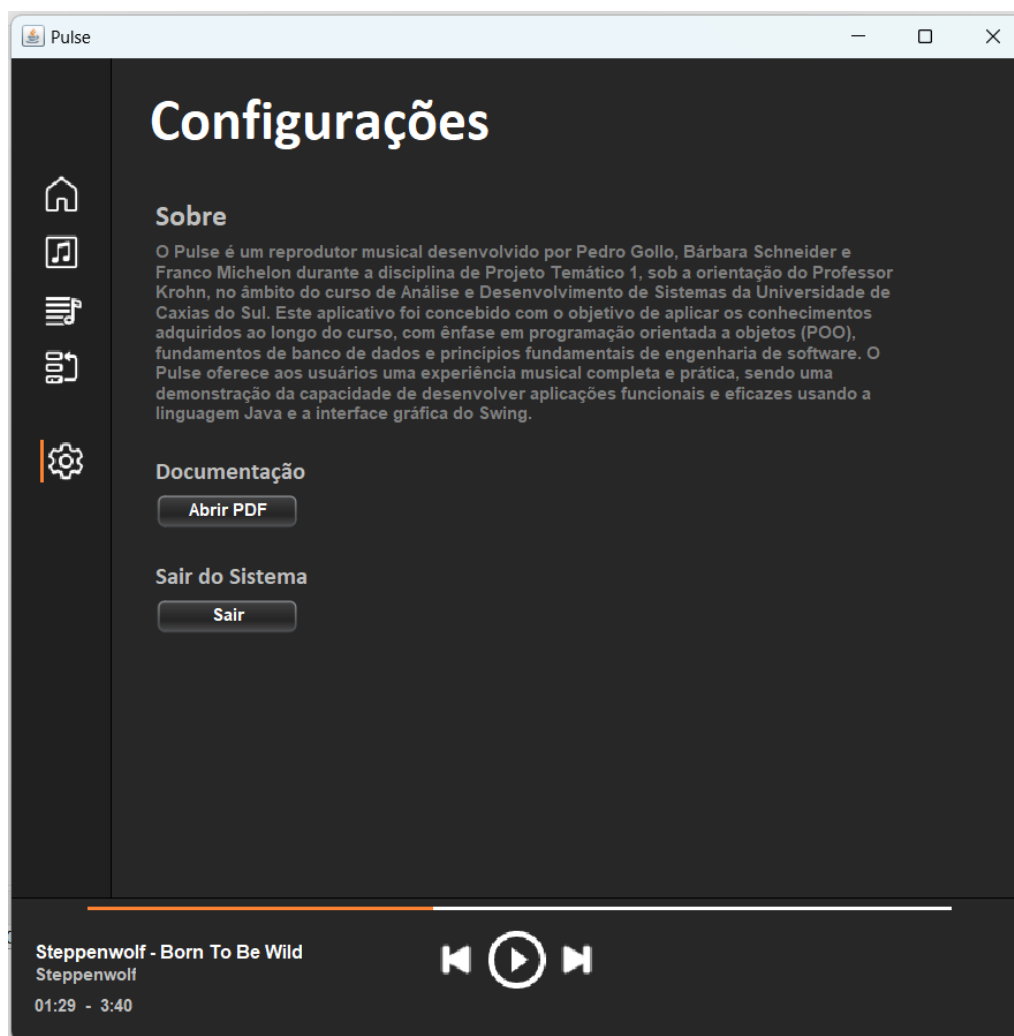 Pulse
Configurações
Sobre
O Pulse é um reprodutor musical desenvolvido por Pedro Gollo, Bárbara Schneider e
Franco Michelon durante a disciplina de Projeto Temático 1, sob a orientação do Professor
Krohn, no âmbito do curso de Análise e Desenvolvimento de Sistemas da Universidade de
Caxias do Sul. Este aplicativo foi concebido com o objetivo de aplicar os conhecimentos
adquiridos ao longo do curso, com ênfase em programação orientada a objetos (POO),
fundamentos de banco de dados e princípios fundamentais de engenharia de software. O
Pulse oferece aos usuários uma experiência musical completa e prática, sendo uma
demonstração da capacidade de desenvolver aplicações funcionais e eficazes usando a
linguagem Java e a interface gráfica do Swing.
Documentação
Abrir PDF
Sair do Sistema
Sair
Steppenwolf - Born To Be Wild
Steppenwolf
01:29 - 3:40